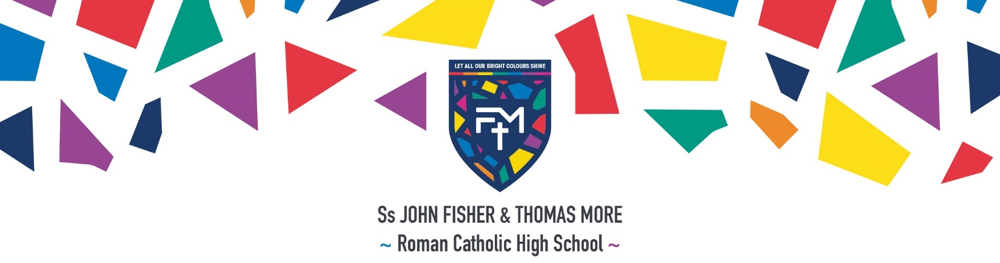 LET ALL OUR BRIGHT COLOURS SHINE
FM
Ss JOHN FISHER & THOMAS MORE
~ Roman Catholic High School ~